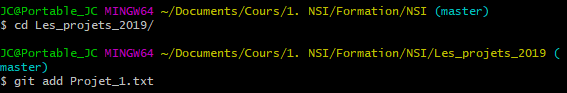 JC@Portable_JC MINGW64 ~/Documents/Cours/1. NSI/Formation/NSI (master)
$ cd Les_projets_2019/
JC@Portable_JC MINGW64 ~/Documents/Cours/1. NSI/Formation/NSI/Les_projets_2019 (
master)
$ git add Projet_1.txt